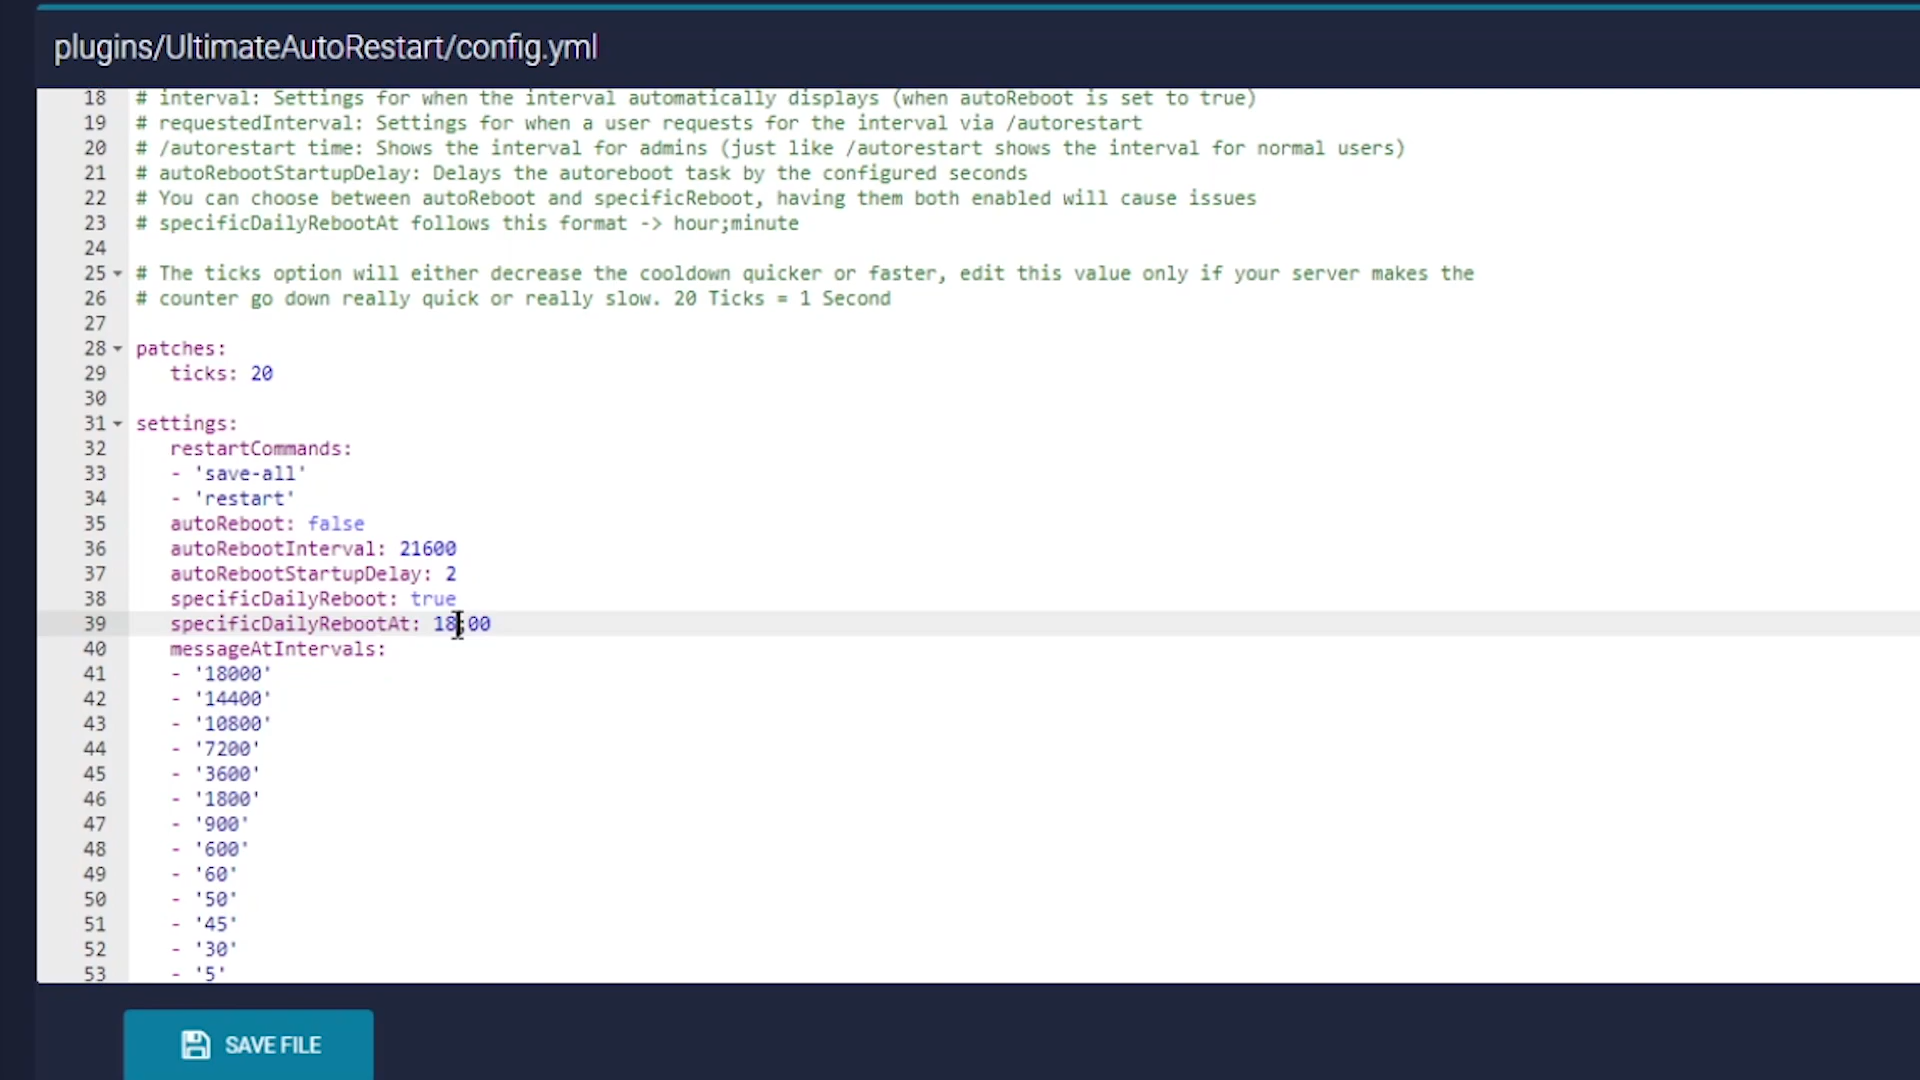 plugins/UltimateAutoRestart/config.yml
18 # interval: Settings for when the interval automatically displays (when autoReboot is set to true)
19 # requestedInterval: Settings for when a user requests for the interval via /autorestart
20 # /autorestart time: Shows the interval for admins (just like /autorestart shows the interval for normal users)
21 # autoRebootStartupDelay: Delays the autoreboot task by the configured seconds
22 # You can choose between autoReboot and specificReboot, having them both enabled will cause issues
23 # specificDailyRebootAt follows this format -> hour;minute
24
25 # The ticks option will either decrease the cooldown quicker or faster, edit this value only if your server makes the
26 # counter go down really quick or really slow. 20 Ticks = 1 Second
27
28 patches:
29 ticks: 20
30
31 settings:
32 restartCommands:
33 - 'save-all'
34 - 'restart'
35 autoReboot: false
36 autoRebootInterval: 21600
37 autoRebootStartupDelay: 2
38 specificDailyReboot: true
39 specificDailyRebootAt: 18;00
40 messageAtIntervals:
41 - '18000'
42 - '14400'
43 - '10800'
44 - '7200'
45 - '3600'
46 - '1800'
47 - '900'
48 - '600'
49 - '60'
50 - '50'
51 - '45'
52 - '30'
53 - '5'
SAVE FILE